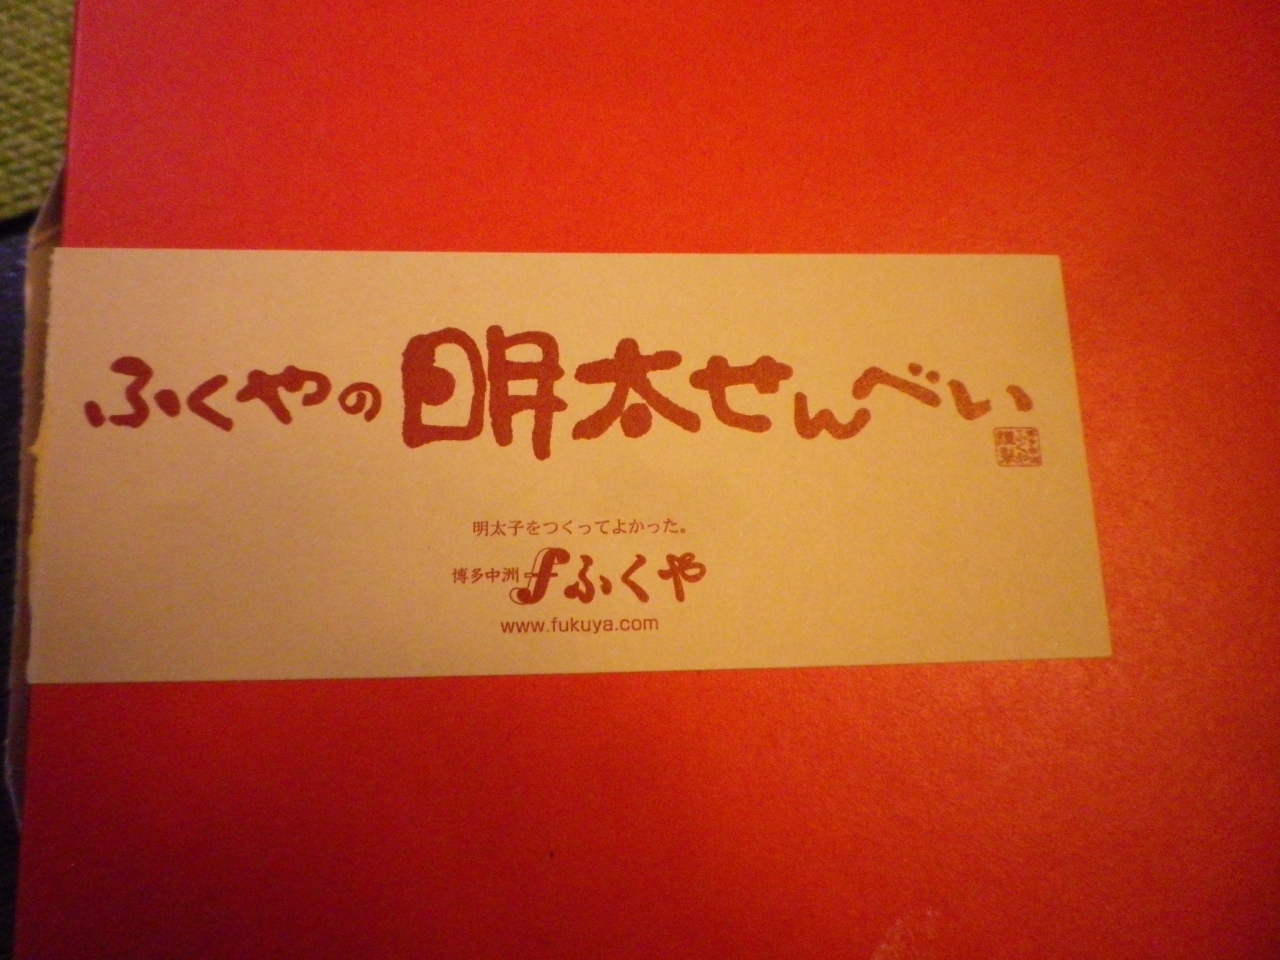 ふくやの明太せんべい
明太子をつくってよかった。
博多中洲 fふくや
www.fukuya.com